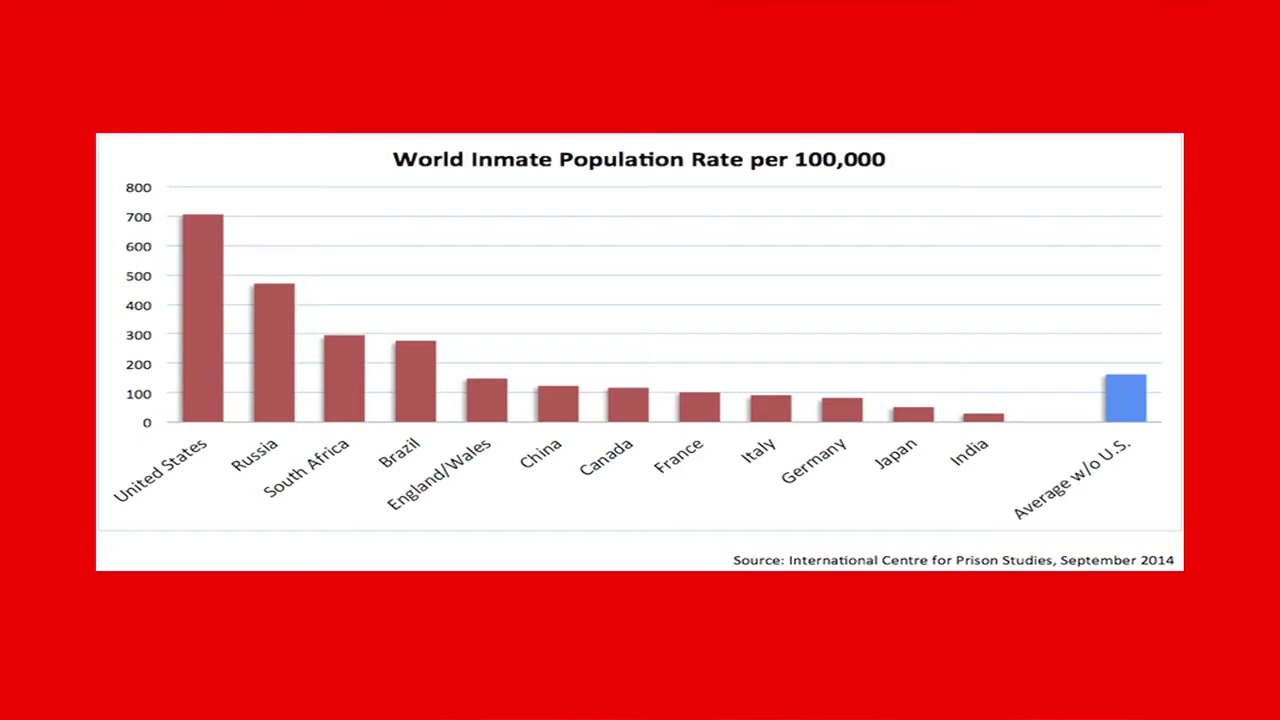 World Inmate Population Rate per 100,000
800
700
600
500
400
300
200
100
0
United States
Russia
South Africa
Brazil
England/Wales
China
Canada
France
Italy
Germany
Japan
India
Average w/o U.S.
Source: International Centre for Prison Studies, September 2014